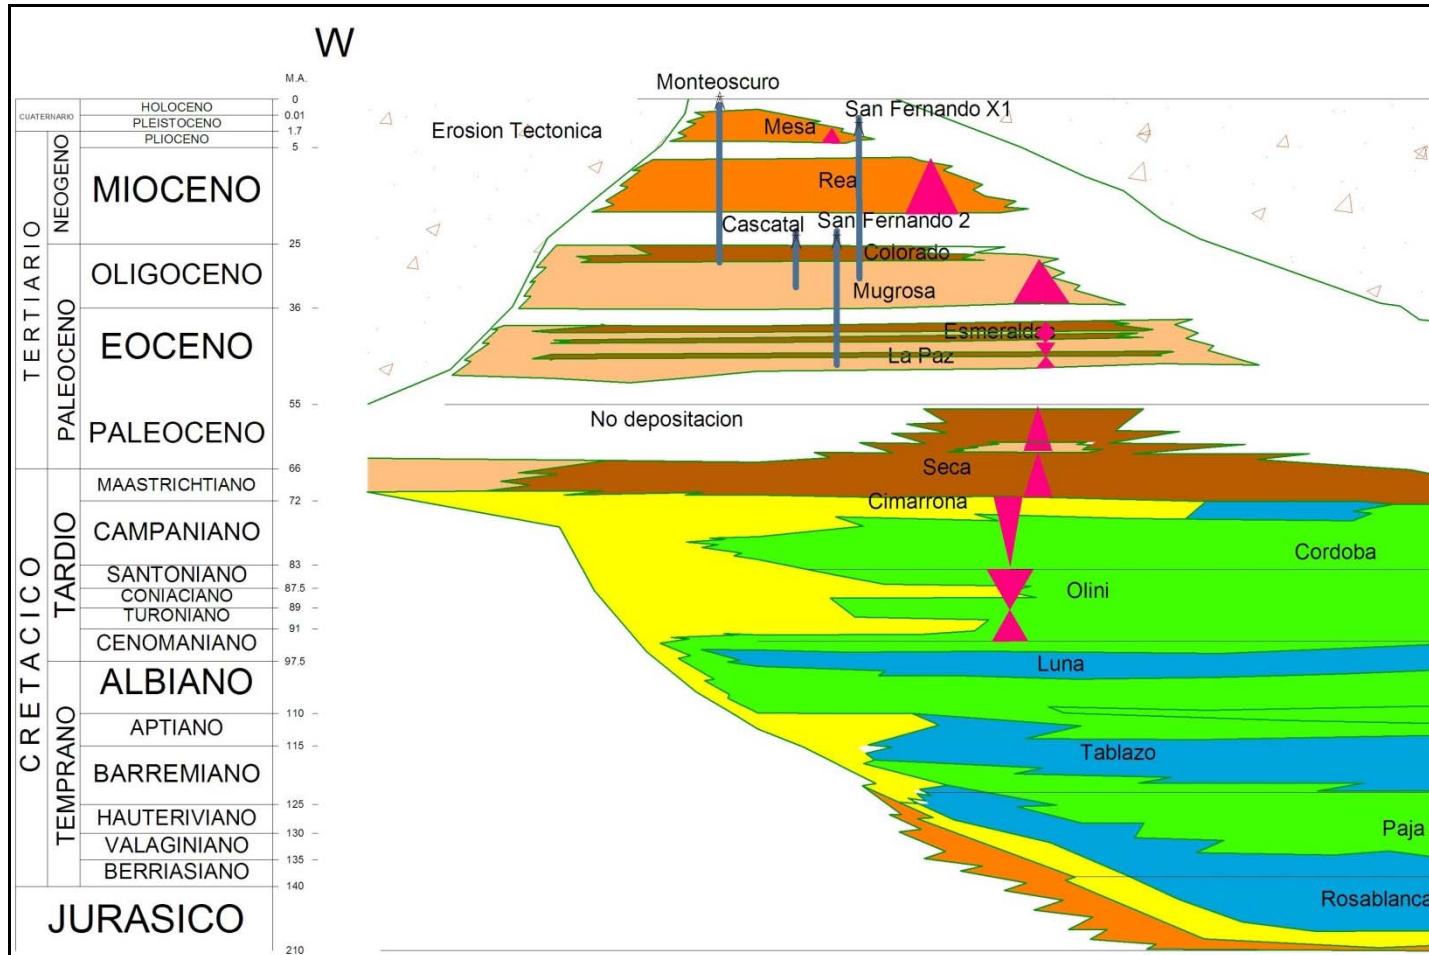 W
M.A.
CUATERNARIO
HOLOCENO
PLEISTOCENO
TERTIARIO
NEOGENO
PLIOCENO
MIOCENO
PALEOCENO
OLIGOCENO
EOCENO
PALEOCENO
CRETACICO
TARDIO
MAASTRICHTIANO
CAMPANIANO
SANTONIANO
CONIACIANO
TURONIANO
CENOMANIANO
TEMPRANO
ALBIANO
APTIANO
BARREMIANO
HAUTERIVIANO
VALAGINIANO
BERRIASIANO
JURASICO
0
0.01
1.7
5
25
36
55
66
72
83
87.5
89
91
97.5
110
115
125
130
135
140
210
Monteoscuro
San Fernando X1
Erosion Tectonica
Mesa
Rea
Cascatal
San Fernando 2
Colorado
Mugrosa
Esmeraldas
La Paz
No depositacion
Seca
Cimarrona
Cordoba
Olini
Luna
Tablazo
Paja
Rosablanca